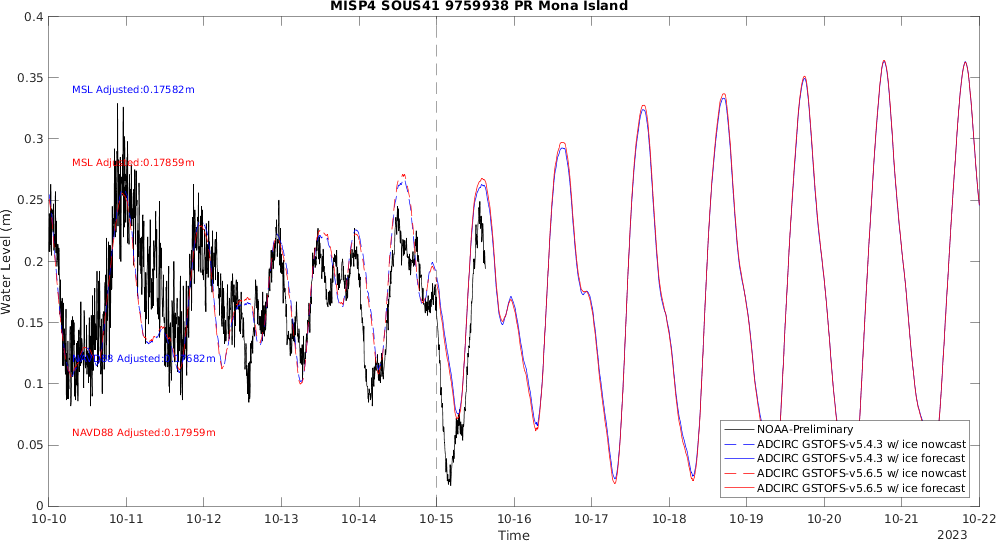 MISP4 SOUS41 9759938 PR Mona Island
0.4
0.35
0.3
0.25
0.2
0.15
0.1
0.05
0
Water Level (m)
MSL Adjusted:0.17582m
MSL Adjusted:0.17859m
Adjusted:
NAVD88 Adjusted:0.17959m
NOAA-Preliminary
ADCIRC GSTOFS-v5.4.3 w/ ice nowcast
ADCIRC GSTOFS-v5.4.3 w/ ice forecast
ADCIRC GSTOFS-v5.6.5 w/ ice nowcast
ADCIRC GSTOFS-v5.6.5 w/ ice forecast
10-10 10-11 10-12 10-13 10-14 10-15 10-16 10-17 10-18 10-19 10-20 10-21 10-22
Time
2023